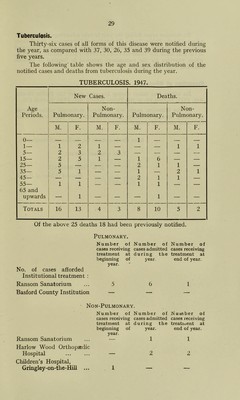 29
Tuberculosis.
Thirty-six cases of all forms of this disease were notified during
the year, as compared with 37, 30, 26, 33 and 39 during the previous
five years.
The following table shows the age and sex distribution of the
notified cases and deaths from tuberculosis during the year.
TUBERCULOSIS, 1947.
Age Periods. New Cases. Deaths.
Pulmonary. Non-Pulmonary. Pulmonary. Non-Pulmonary.
M. F. M. F. M. F. M. F.
0— — — — — 1 — — —
1— 1 2 1 — — — 1 1
5— 2 3 2 3 — — — —
15— 2 5 1 — 1 6 — —
25— 5 — — — 2 1 1 —
35— 5 1 — — 1 — 2 1
45— — — — — 2 1 1 —
55— 1 1 — — 1 1 — —
65 and
upwards — 1 — — — 1 — —
TOTALS 16 13 4 3 8 10 5 2
Of the above 25 deaths 18 had been previously notified.
PULMONARY.
Number of Number of Number of
cases receiving cases admitted cases receiving
treatment at during the treatment at
beginning of year end of year.
year.
No. of cases afforded
Institutional treatment :
Ransom Sanatorium ... 5 6 1
Basford County Institution — — —
NON-PULMONARY.
Number of Number of Number of
cases receiving cases admitted cases receiving
treatment at during the treatment at
beginning of year end of year.
year.
Ransom Sanatorium ... — 1 1
Harlow Wood Orthopædic
Hospital ... ... — 2 2
Children's Hospital,
Gringley-on-the-Hill ... 1 — —